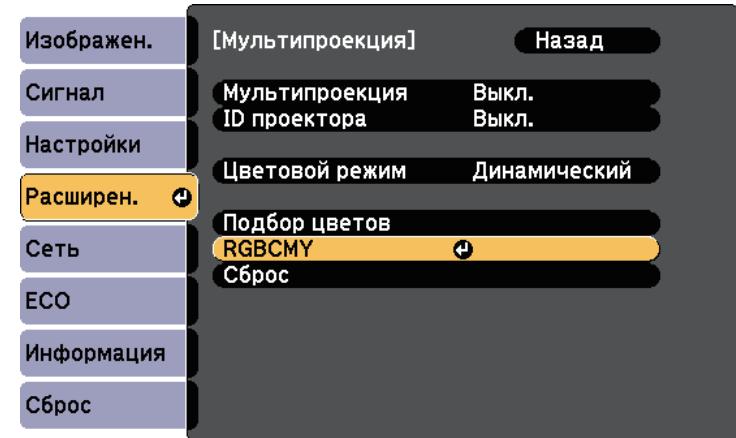 Изображен.
Сигнал
Настройки
Расширен.
Сеть
ECO
Информация
Сброс
[Мультипроекция] Назад
Мультипроекция Выкл.
ID проектора Выкл.
Цветовой режим Динамический
Подбор цветов
RGBCMY
Сброс